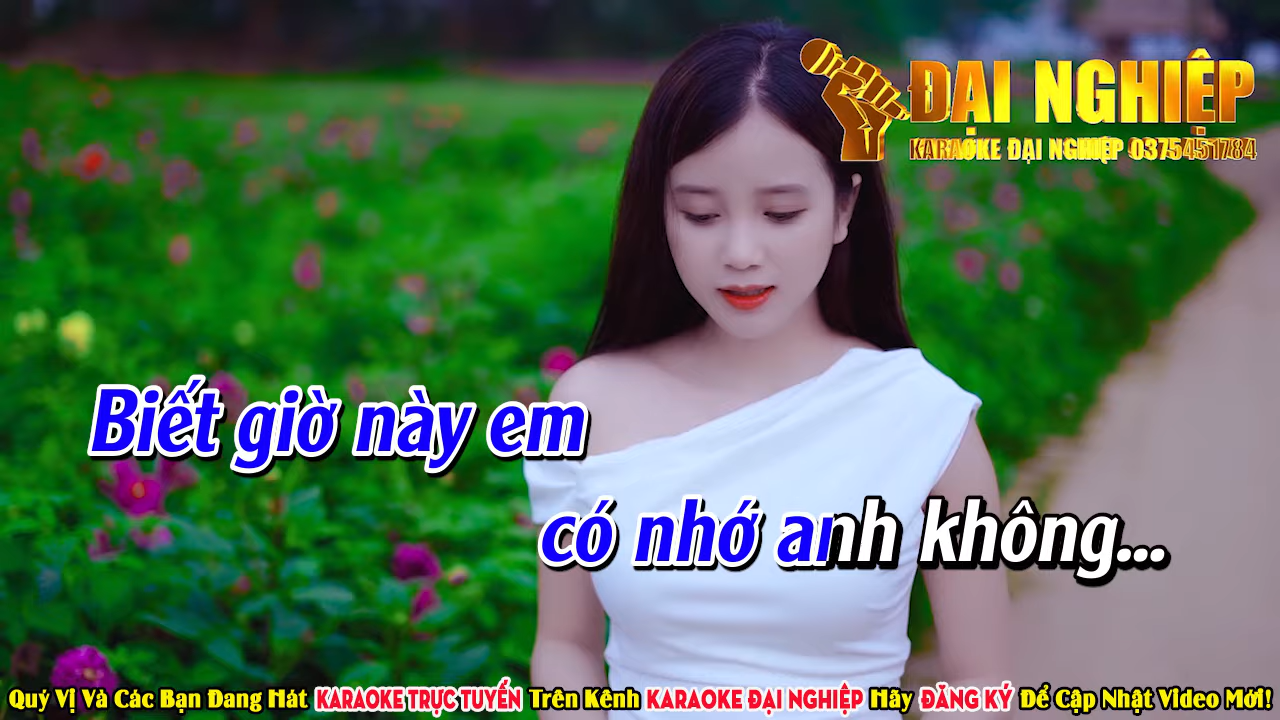 ĐẠI NGHIỆP
KARAOKE ĐẠI NGHIỆP 0375451784
Biết giờ này em
có nhớ anh không...
Quý Vị Và Các Bạn Đang Hát KARAOKE TRỰC TUYẾN Trên Kênh KARAOKE ĐẠI NGHIỆP Hãy ĐĂNG KÝ Để Cập Nhật Video Mới!